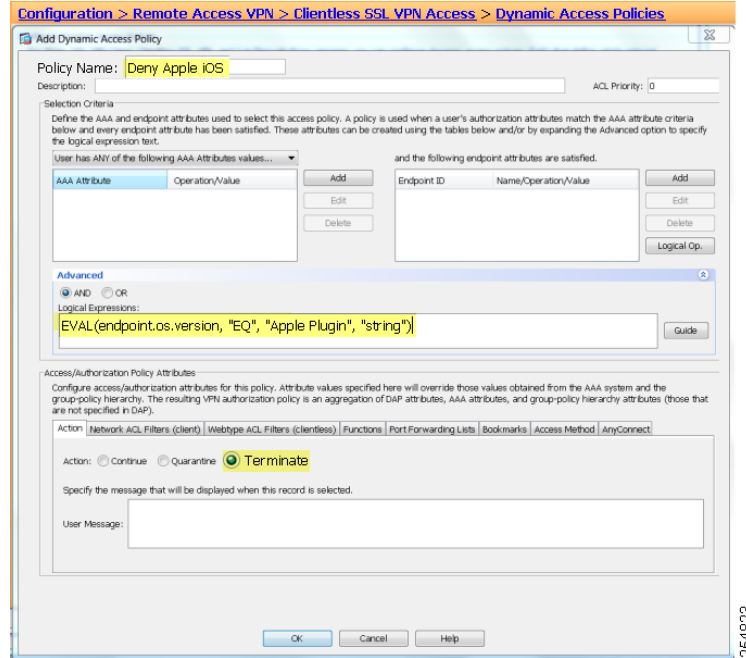 Configuration > Remote Access VPN > Clientless SSL VPN Access > Dynamic Access Policies
Add Dynamic Access Policy
Policy Name: Deny Apple iOS
Description:
ACL Priority: 0
Selection Criteria
Define the AAA and endpoint attributes used to select this access policy. A policy is used when a user's authorization attributes match the AAA attribute criteria
below and every endpoint attribute has been satisfied. These attributes can be created using the tables below and/or by expanding the Advanced option to specify
the logical expression text.
User has ANY of the following AAA Attributes values...
and the following endpoint attributes are satisfied.
AAA Attribute Operation/Value
Add
Edit
Delete
Endpoint ID Name/Operation/Value
Add
Edit
Delete
Logical Op.
Advanced
AND OR
Logical Expressions:
EVAL(endpoint.os.version, "EQ", "Apple Plugin", "string")
Guide
Access/Authorization Policy Attributes
Configure access/authorization attributes for this policy. Attribute values specified here will override those values obtained from the AAA system and the
group-policy hierarchy. The resulting VPN authorization policy is an aggregation of DAP attributes, AAA attributes, and group-policy hierarchy attributes (those that
are not specified in DAP).
Action Network ACL Filters (client) Webtype ACL Filters (clientless) Functions Port Forwarding Lists Bookmarks Access Method AnyConnect
Action: Continue Quarantine Terminate
Specify the message that will be displayed when this record is selected.
User Message:
OK Cancel Help